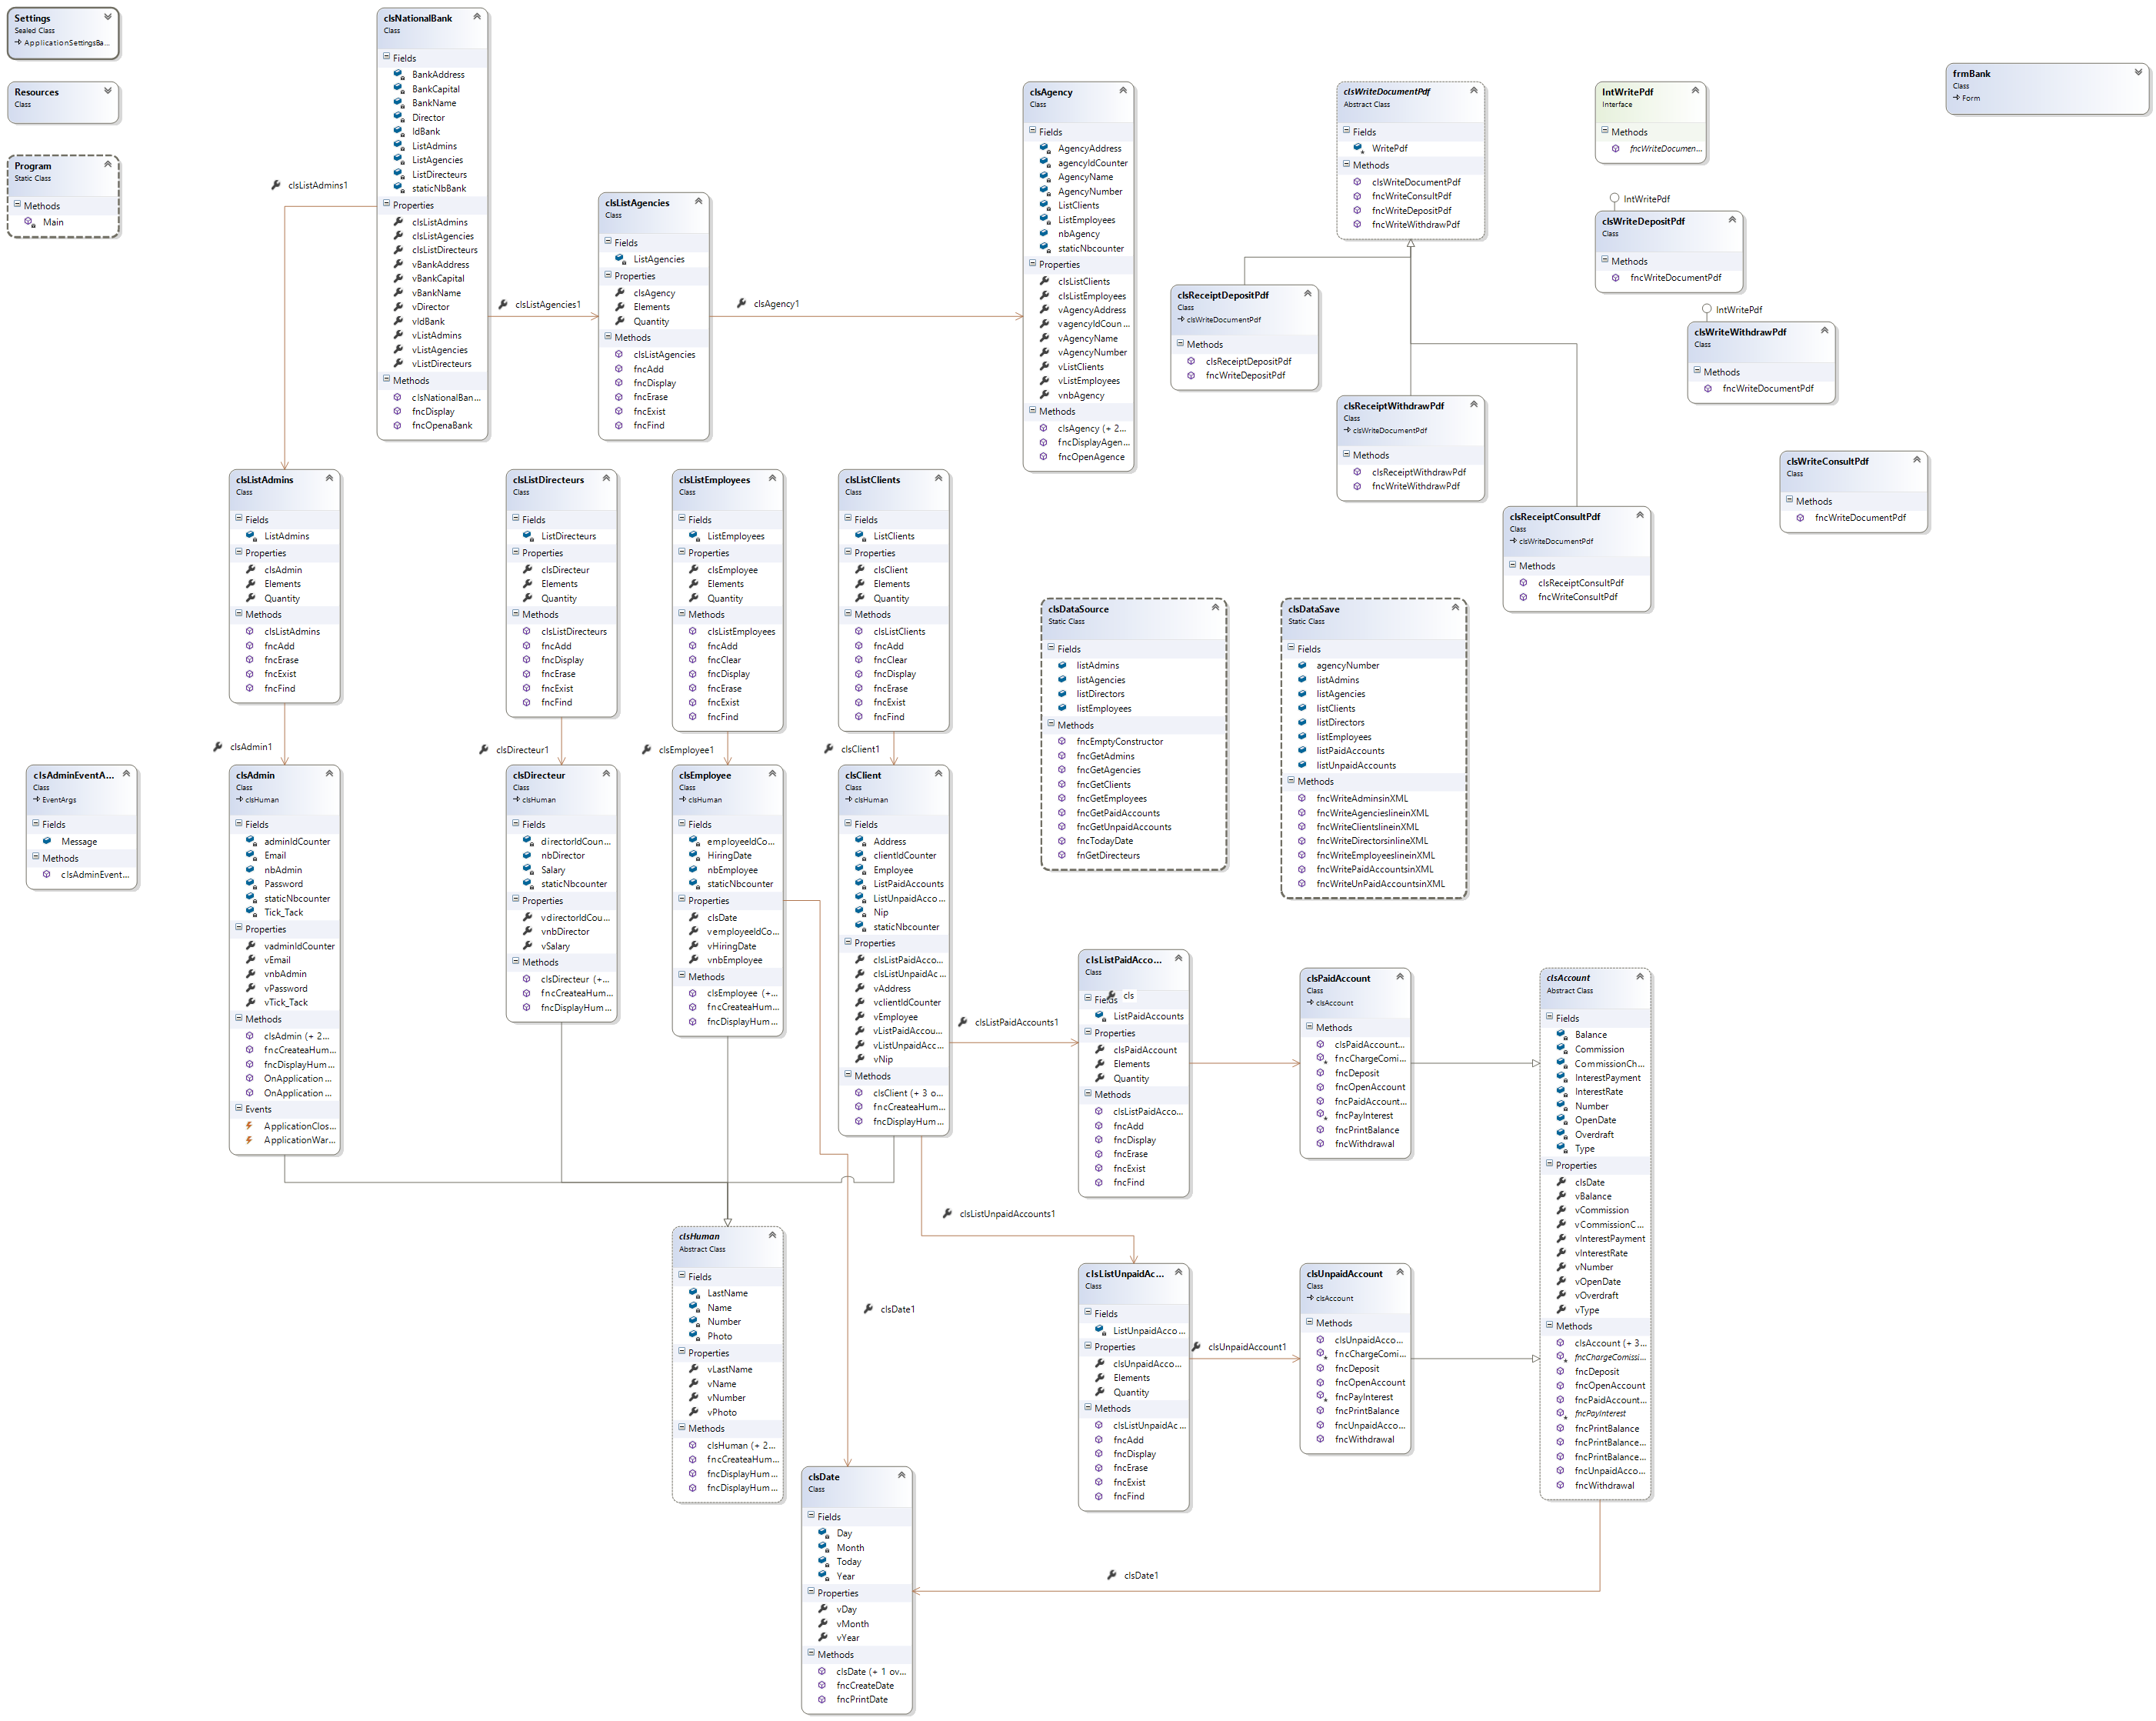 Settings
Sealed Class
ApplicationSettingsBa...
Resources
Class
Program
Static Class
Methods
Main
clsNationalBank
Class
Fields
BankAddress
BankCapital
BankName
Director
IdBank
ListAdmins
ListAgencies
ListDirecteurs
staticNbBank
Properties
clsListAdmins
clsListAgencies
clsListDirecteurs
vBankAddress
vBankCapital
vBankName
vDirector
vIdBank
vListAdmins
vListAgencies
vListDirecteurs
Methods
clsNationalBan...
fncDisplay
fncOpenaBank
clsListAdmins1
clsListAgencies1
clsListAgencies
Class
Fields
ListAgencies
Properties
clsAgency
Elements
Quantity
Methods
clsListAgencies
fncAdd
fncDisplay
fncErase
fncExist
fncFind
clsAgency1
clsAgency
Class
Fields
AgencyAddress
agencyIdCounter
AgencyName
AgencyNumber
ListClients
ListEmployees
nbAgency
staticNbcounter
Properties
clsListClients
clsListEmployees
vAgencyAddress
vagencyIdCoun...
vAgencyName
vAgencyNumber
vListClients
vListEmployees
vnbAgency
Methods
clsAgency (+ 2...
fncDisplayAgen...
fncOpenAgence
clsWriteDocumentPdf
Abstract Class
Fields
WritePdf
Methods
clsWriteDocumentPdf
fncWriteConsultPdf
fncWriteDepositPdf
fncWriteWithdrawPdf
IntWritePdf
Interface
Methods
fncWriteDocumen...
frmBank
Class
Form
IntWritePdf
clsWriteDepositPdf
Class
Methods
fncWriteDocumentPdf
IntWritePdf
clsWriteWithdrawPdf
Class
Methods
fncWriteDocumentPdf
clsWriteConsultPdf
Class
Methods
fncWriteDocumentPdf
clsReceiptDepositPdf
Class
clsWriteDocumentPdf
Methods
clsReceiptDepositPdf
fncWriteDepositPdf
clsReceiptWithdrawPdf
Class
clsWriteDocumentPdf
Methods
clsReceiptWithdrawPdf
fncWriteWithdrawPdf
clsReceiptConsultPdf
Class
clsWriteDocumentPdf
Methods
clsReceiptConsultPdf
fncWriteConsultPdf
clsListAdmins
Class
Fields
ListAdmins
Properties
clsAdmin
Elements
Quantity
Methods
clsListAdmins
fncAdd
fncErase
fncExist
fncFind
clsListDirecteurs
Class
Fields
ListDirecteurs
Properties
clsDirecteur
Elements
Quantity
Methods
clsListDirecteurs
fncAdd
fncDisplay
fncErase
fncExist
fncFind
clsListEmployees
Class
Fields
ListEmployees
Properties
clsEmployee
Elements
Quantity
Methods
clsListEmployees
fncAdd
fncClear
fncDisplay
fncErase
fncExist
fncFind
clsListClients
Class
Fields
ListClients
Properties
clsClient
Elements
Quantity
Methods
clsListClients
fncAdd
fncClear
fncDisplay
fncErase
fncExist
fncFind
clsDataSource
Static Class
Fields
listAdmins
listAgencies
listDirectors
listEmployees
Methods
fncEmptyConstructor
fncGetAdmins
fncGetAgencies
fncGetClients
fncGetEmployees
fncGetPaidAccounts
fncGetUnpaidAccounts
fncTodayDate
fnGetDirecteurs
clsDataSave
Static Class
Fields
agencyNumber
listAdmins
listAgencies
listClients
listDirectors
listEmployees
listPaidAccounts
listUnpaidAccounts
Methods
fncWriteAdminsinXML
fncWriteAgencieslineinXML
fncWriteClientslineinXML
fncWriteDirectorsinlineXML
fncWriteEmployeeslineinXML
fncWritePaidAccountsinXML
fncWriteUnPaidAccountsinXML
clsAdmin1
clsDirecteur1
clsEmployee1
clsClient1
clsAdminEventA...
Class
EventArgs
Fields
Message
Methods
clsAdminEvent...
clsAdmin
Class
clsHuman
Fields
adminIdCounter
Email
nbAdmin
Password
staticNbcounter
Tick_Tack
Properties
vadminIdCounter
vEmail
vnbAdmin
vPassword
vTick_Tack
Methods
clsAdmin (+ 2...
fncCreateaHum...
fncDisplayHum...
OnApplication...
OnApplication...
Events
ApplicationClos...
ApplicationWar...
clsDirecteur
Class
clsHuman
Fields
directorIdCoun...
nbDirector
Salary
staticNbcounter
Properties
vdirectorIdCou...
vnbDirector
vSalary
Methods
clsDirecteur (+...
fncCreateaHum...
fncDisplayHum...
clsEmployee
Class
clsHuman
Fields
employeeIdCo...
HiringDate
nbEmployee
staticNbcounter
Properties
clsDate
vemployeeIdCo...
vHiringDate
vnbEmployee
Methods
clsEmployee (+...
fncCreateaHum...
fncDisplayHum...
clsClient
Class
clsHuman
Fields
Address
clientIdCounter
Employee
ListPaidAccounts
ListUnpaidAcco...
Nip
staticNbcounter
Properties
clsListPaidAcco...
clsListUnpaidAc...
vAddress
vclientIdCounter
vEmployee
vListPaidAccou...
vListUnpaidAcc...
vNip
Methods
clsClient (+ 3 o...
fncCreateaHum...
fncDisplayHum...
clsListPaidAccounts1
clsListPaidAcco...
Class
Fields
cls
ListPaidAccounts
Properties
clsPaidAccount
Elements
Quantity
Methods
clsListPaidAcco...
fncAdd
fncDisplay
fncErase
fncExist
fncFind
clsPaidAccount
Class
clsAccount
Methods
clsPaidAccount...
fncChargeComi...
fncDeposit
fncOpenAccount
fncPaidAccount...
fncPayInterest
fncPrintBalance
fncWithdrawal
clsAccount
Abstract Class
Fields
Balance
Commission
CommissionCh...
InterestPayment
InterestRate
Number
OpenDate
Overdraft
Type
Properties
clsDate
vBalance
vCommission
vCommissionC...
vInterestPayment
vInterestRate
vNumber
vOpenDate
vOverdraft
vType
Methods
clsAccount (+ 3...
fncChargeComissi...
fncDeposit
fncOpenAccount
fncPaidAccount...
fncPayInterest
fncPrintBalance
fncPrintBalance...
fncPrintBalance...
fncUnpaidAcco...
fncWithdrawal
clsListUnpaidAccounts1
clsListUnpaidAc...
Class
Fields
ListUnpaidAcco...
Properties
clsUnpaidAcco...
Elements
Quantity
Methods
clsListUnpaidAc...
fncAdd
fncDisplay
fncErase
fncExist
fncFind
clsUnpaidAccount1
clsUnpaidAccount
Class
clsAccount
Methods
clsUnpaidAcco...
fncChargeComi...
fncDeposit
fncOpenAccount
fncPayInterest
fncPrintBalance
fncUnpaidAcco...
fncWithdrawal
clsHuman
Abstract Class
Fields
LastName
Name
Number
Photo
Properties
vLastName
vName
vNumber
vPhoto
Methods
clsHuman (+ 2...
fncCreateaHum...
fncDisplayHum...
fncDisplayHum...
clsDate1
clsDate
Class
Fields
Day
Month
Today
Year
Properties
vDay
vMonth
vYear
Methods
clsDate (+ 1 ov...
fncCreateDate
fncPrintDate
clsDate1